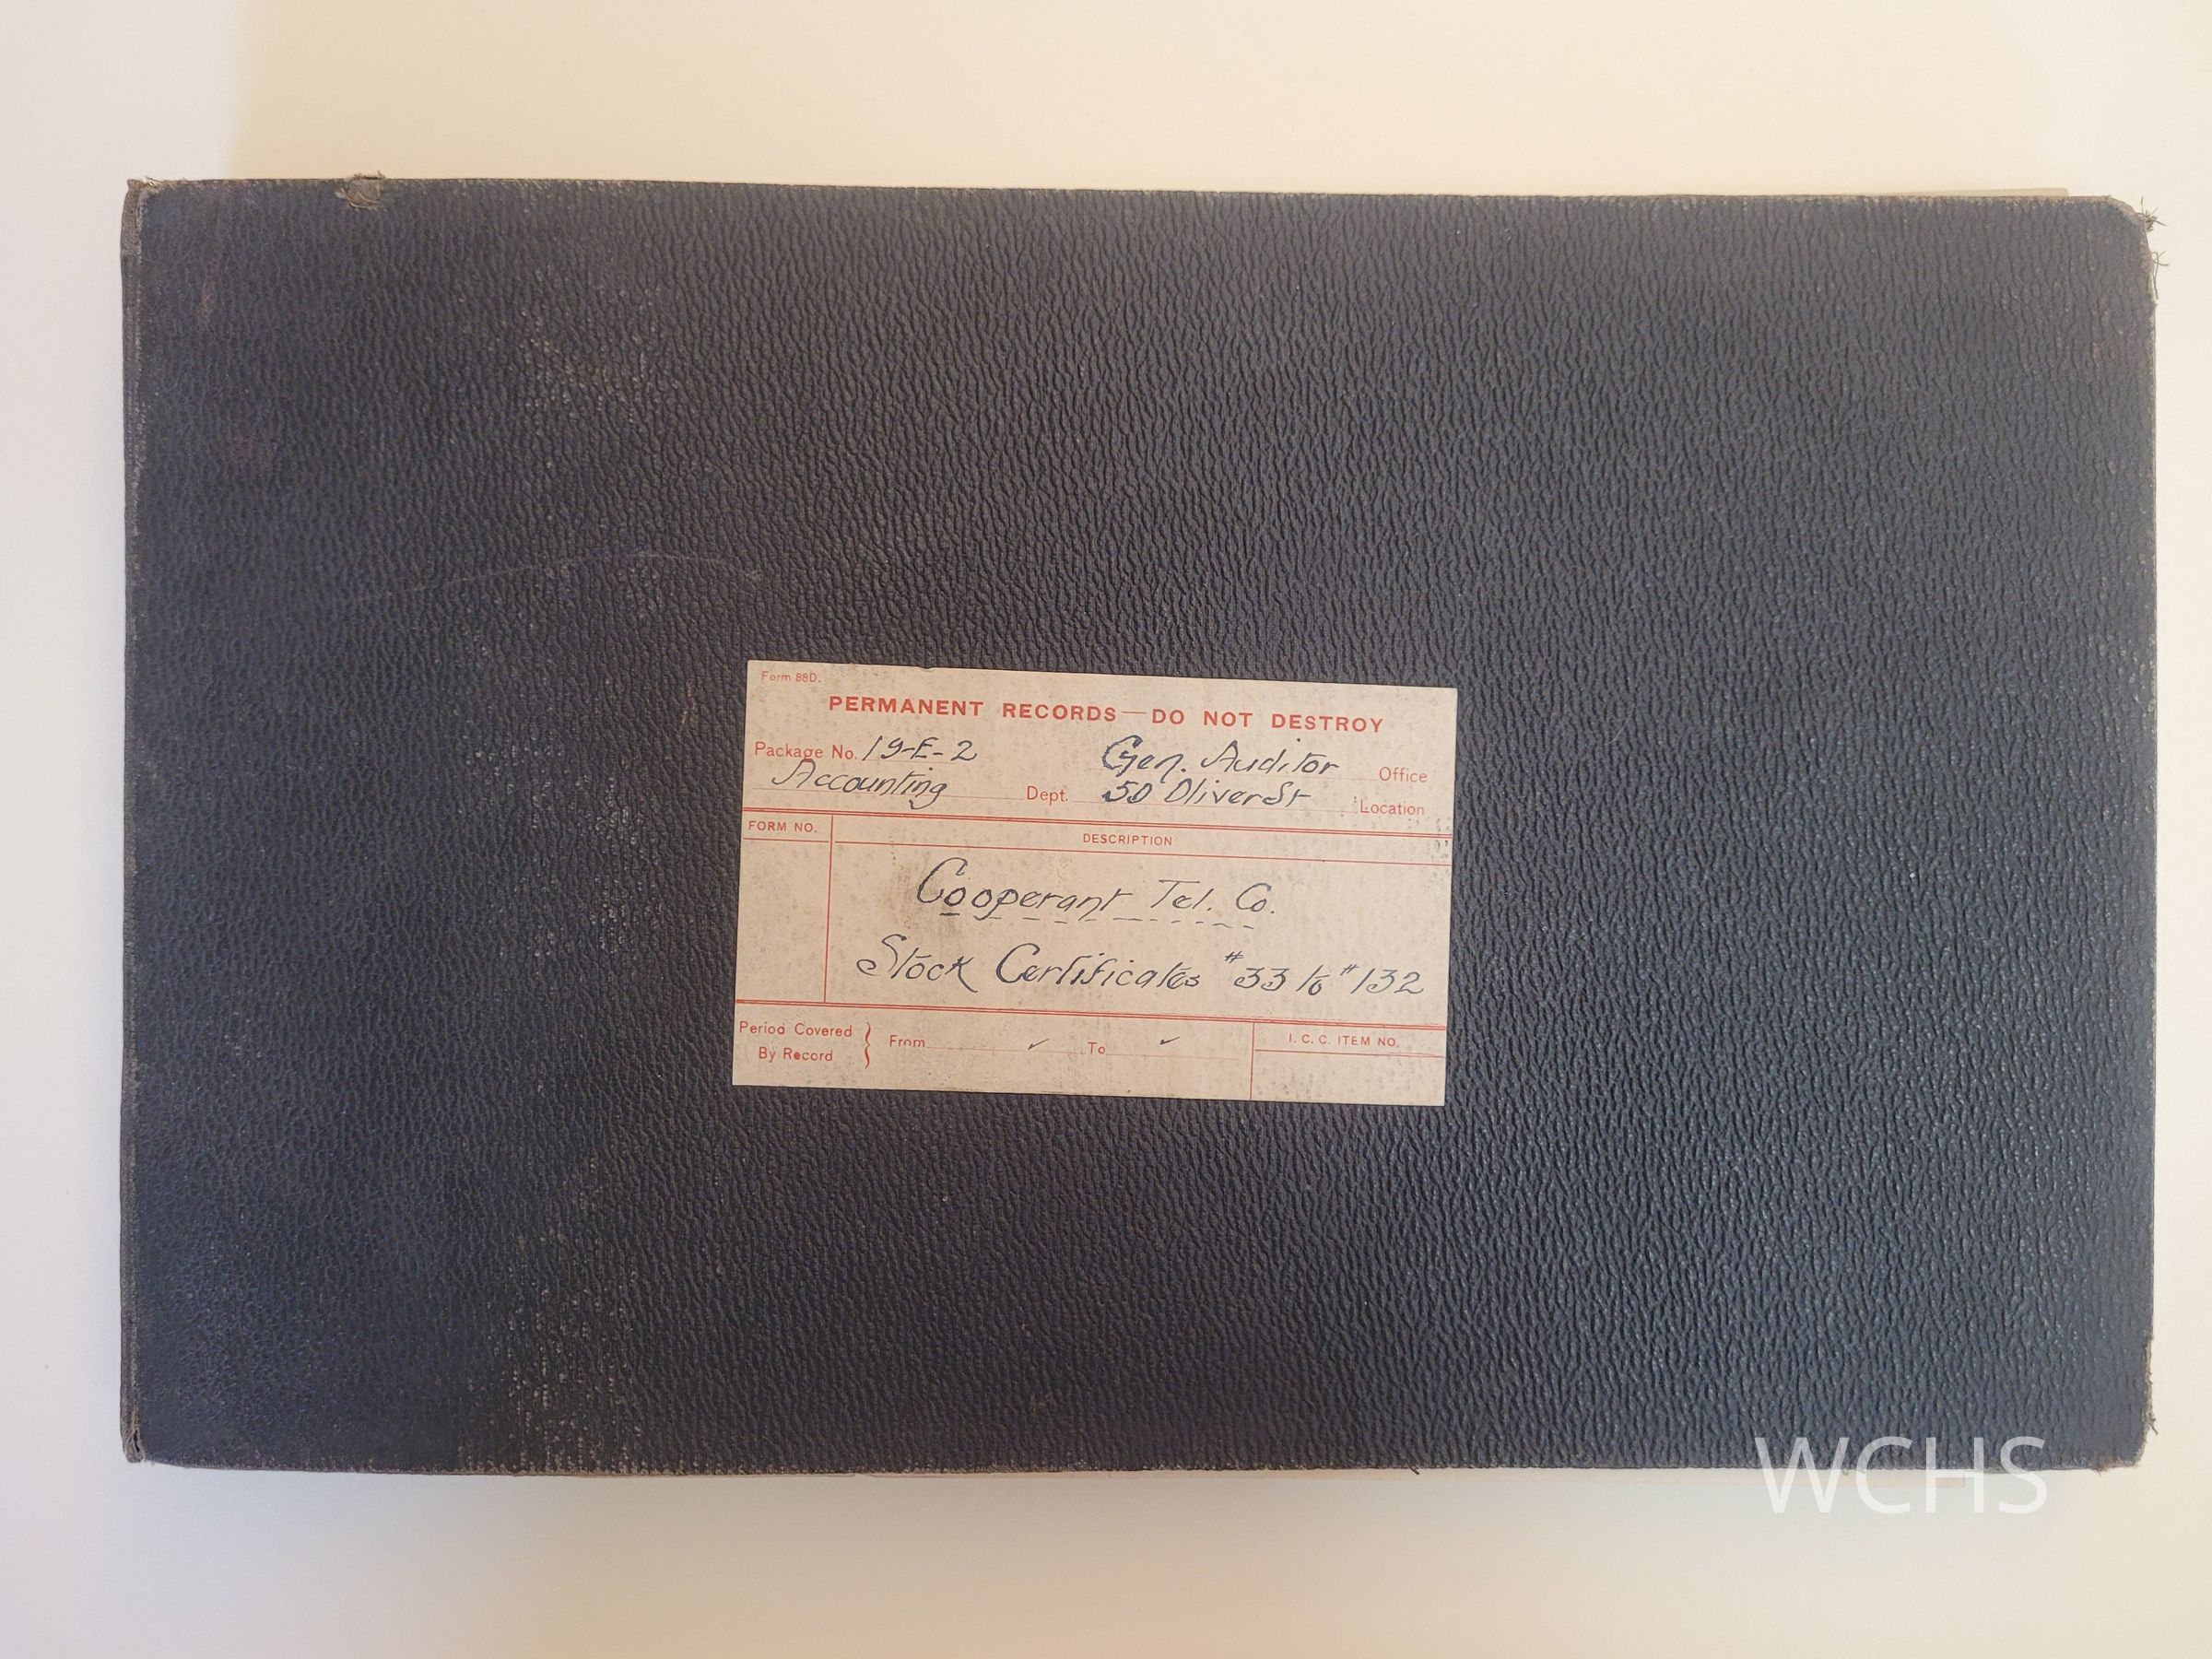 Form 88D.
PERMANENT RECORDS—DO NOT DESTROY
Package No. 19-E-2 Gen. Auditor Office
Accounting Dept. 50 Oliver St Location
FORM NO. DESCRIPTION
Cooperant Tel. Co.
Stock Certificates #33 to #132
Period Covered By Record } From ✓ To ✓
I. C. C. ITEM NO.
WCHS